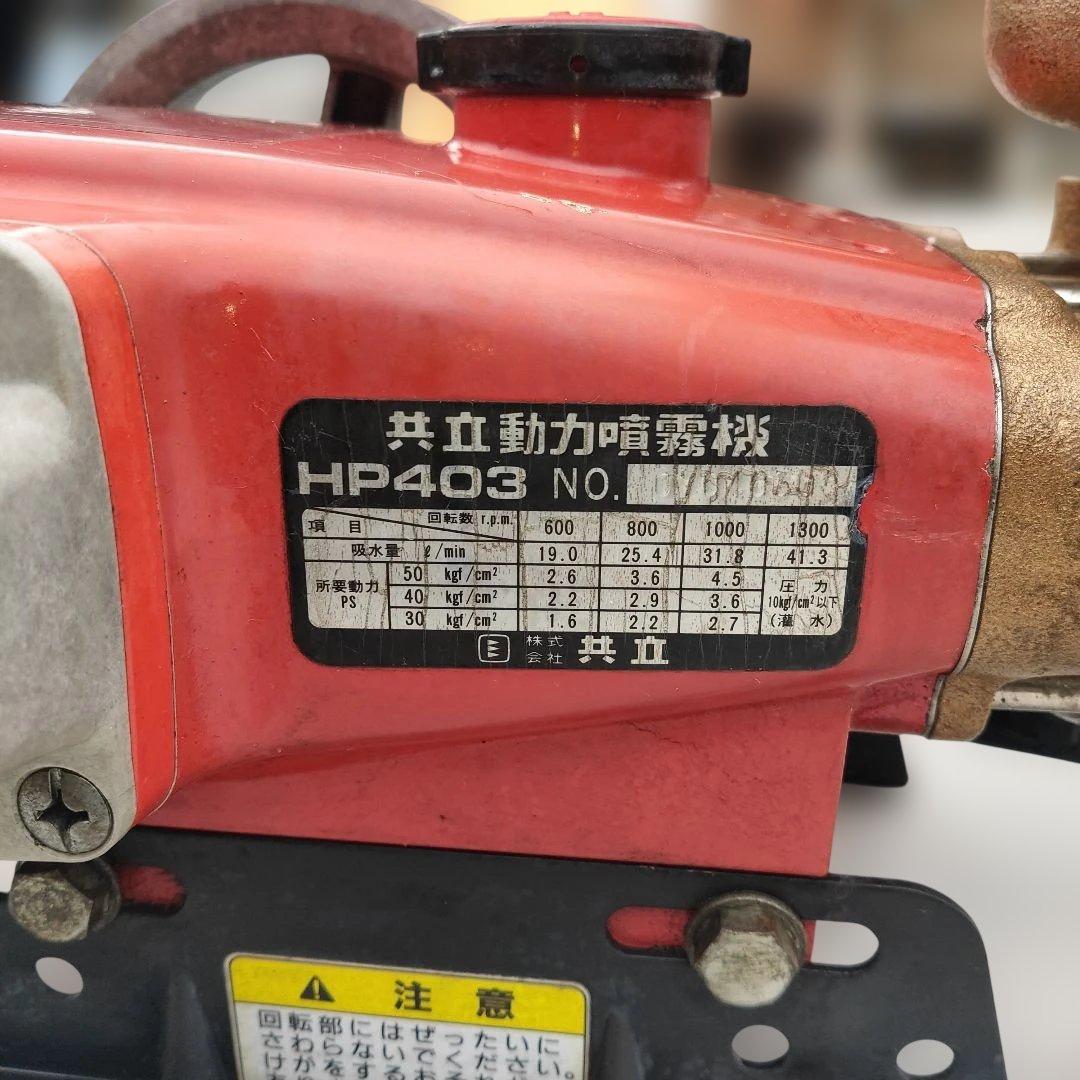 共立動力噴霧機
HP403 NO.
項目 回転数 r.p.m. 600 800 1000 1300
吸水量 ℓ/min 19.0 25.4 31.8 41.3
所要動力 PS 50 kgf/cm² 2.6 3.6 4.5 圧力
40 kgf/cm² 2.2 2.9 3.6 10kgf/cm²以下
30 kgf/cm² 1.6 2.2 2.7 (灌水)
株式会社 共立
注意
回転部にはぜったいに
さわらないでください。